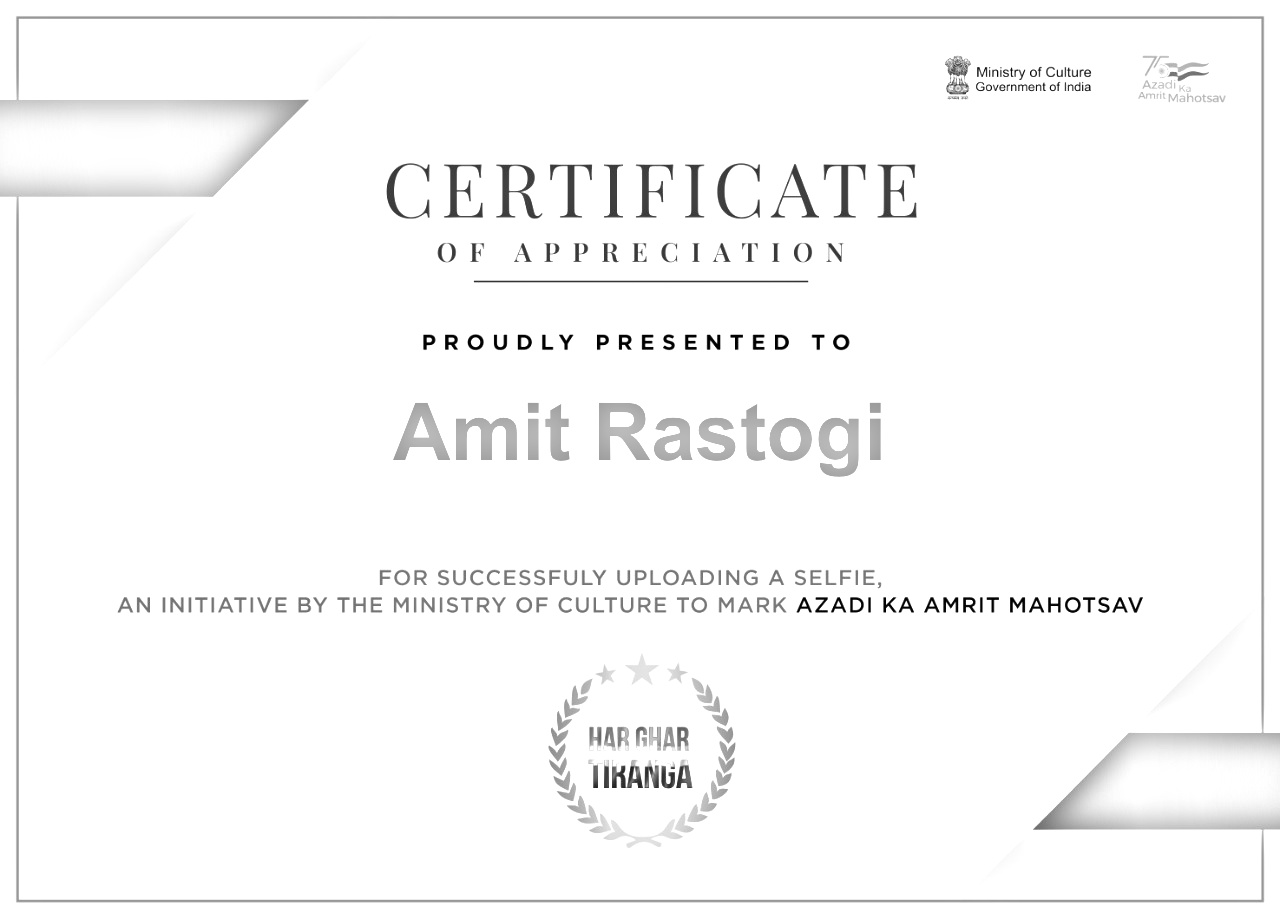 Ministry of Culture
Government of India
75
Azadi Ka
Amrit Mahotsav
CERTIFICATE
OF APPRECIATION
PROUDLY PRESENTED TO
Amit Rastogi
FOR SUCCESSFULY UPLOADING A SELFIE,
AN INITIATIVE BY THE MINISTRY OF CULTURE TO MARK AZADI KA AMRIT MAHOTSAV
HAR GHAR
TIRANGA